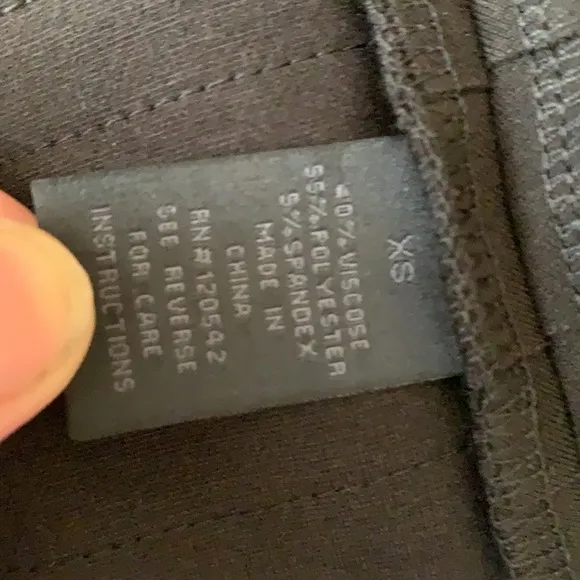 XS
40% VISCOSE
55% POLYESTER
5% SPANDEX
MADE IN
CHINA
RN#120542
SEE REVERSE
FOR CARE
INSTRUCTIONS